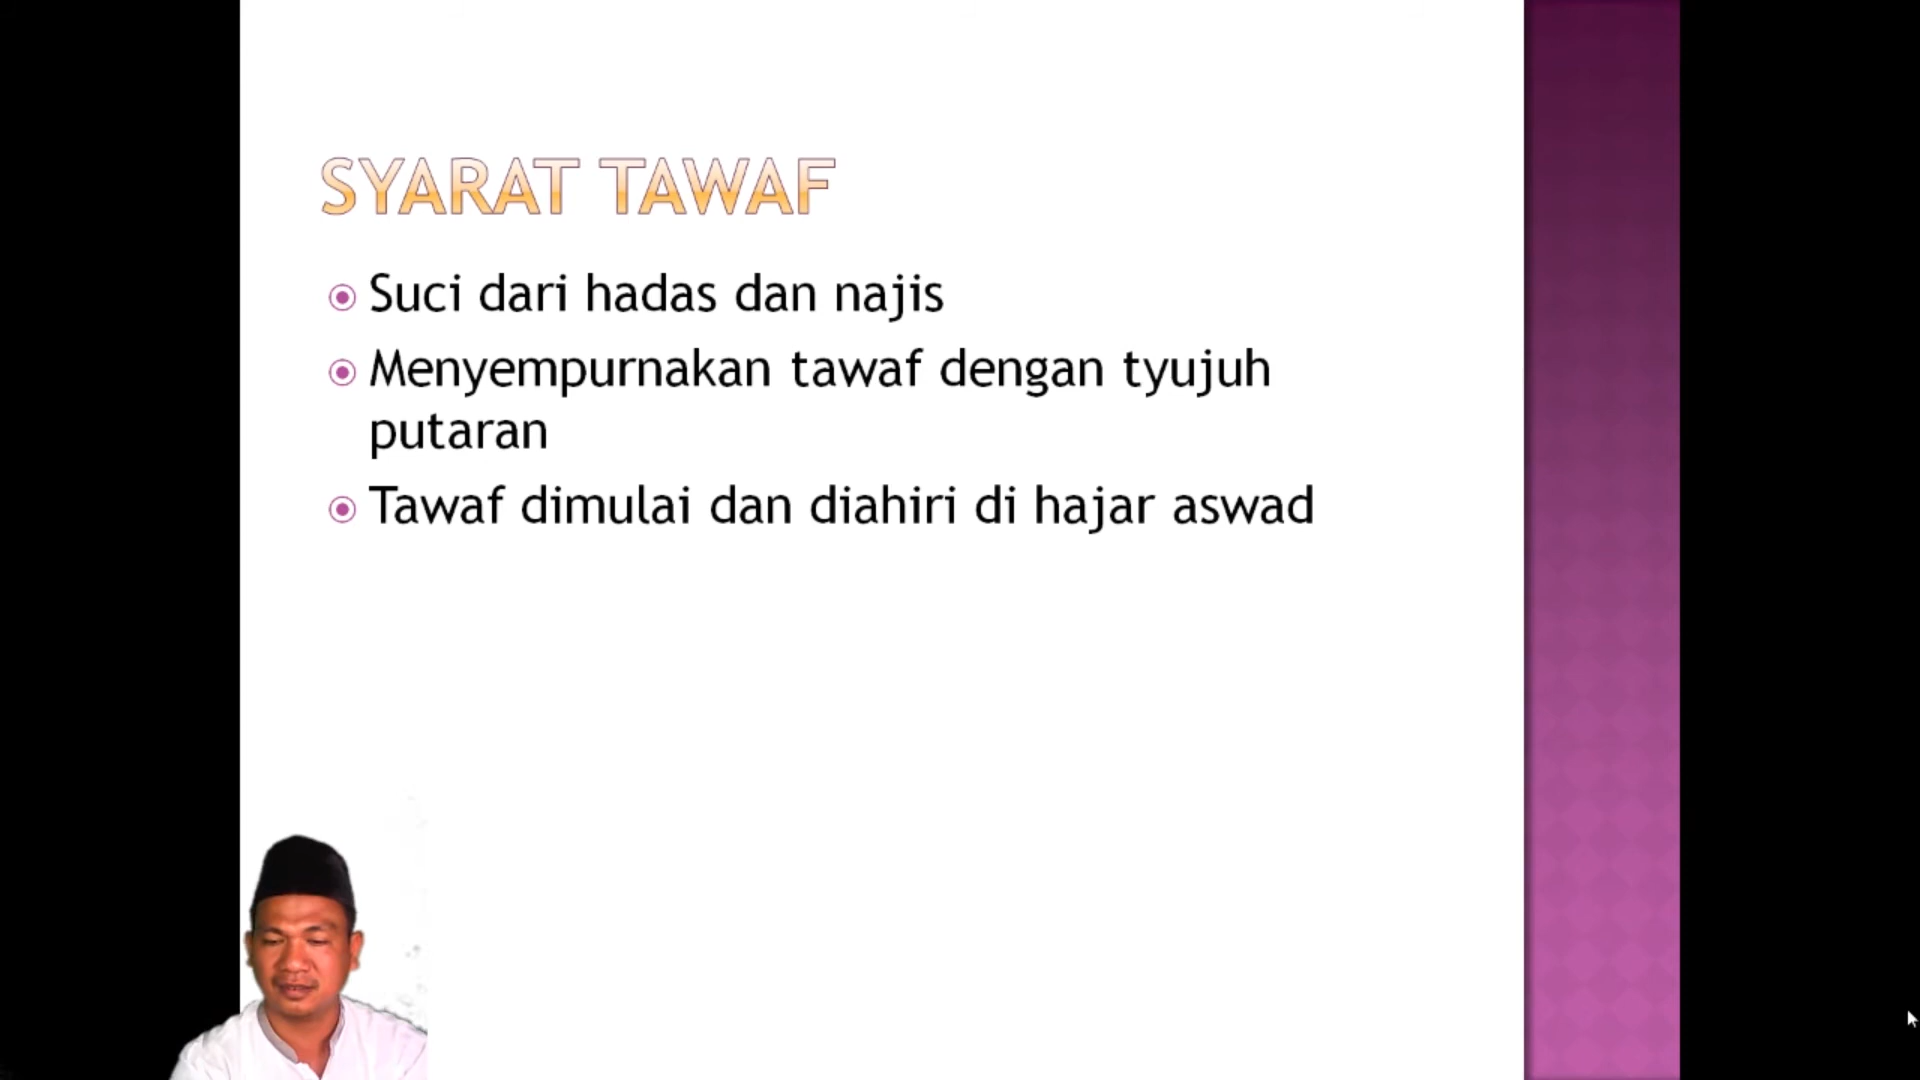 SYARAT TAWAF
Suci dari hadas dan najis
Menyempurnakan tawaf dengan tyujuh
putaran
Tawaf dimulai dan diahiri di hajar aswad